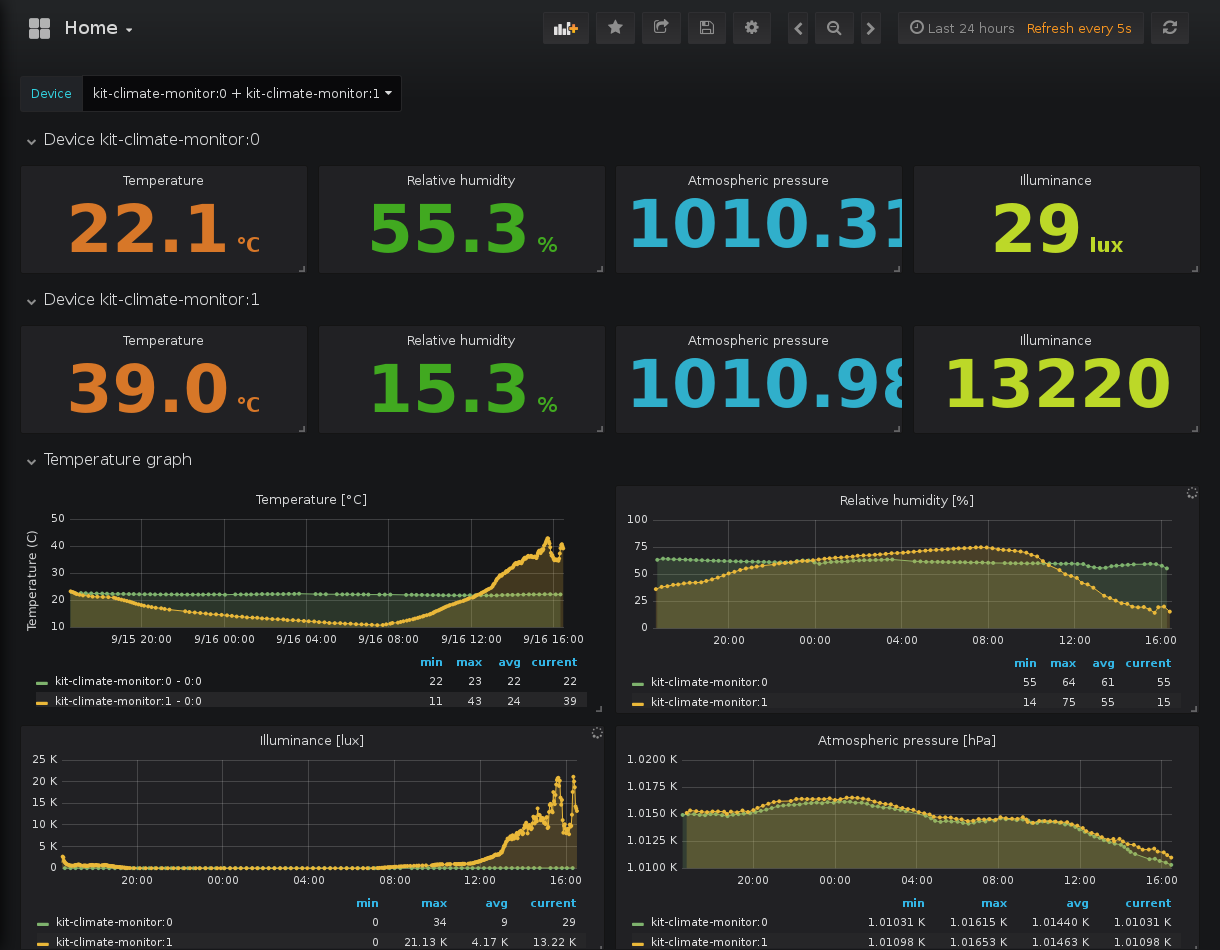 Home
Last 24 hours Refresh every 5s
Device kit-climate-monitor:0 + kit-climate-monitor:1
Device kit-climate-monitor:0
Temperature Relative humidity Atmospheric pressure Illuminance
22.1 °C 55.3 % 1010.31 29 lux
Device kit-climate-monitor:1
Temperature Relative humidity Atmospheric pressure Illuminance
39.0 °C 15.3 % 1010.98 13220
Temperature graph
Temperature [°C]
Temperature (C)
50
40
30
20
10
9/15 20:00 9/16 00:00 9/16 04:00 9/16 08:00 9/16 12:00 9/16 16:00
min max avg current
kit-climate-monitor:0 - 0:0 22 23 22 22
kit-climate-monitor:1 - 0:0 11 43 24 39
Relative humidity [%]
100
75
50
25
0
20:00 00:00 04:00 08:00 12:00 16:00
min max avg current
kit-climate-monitor:0 55 64 61 55
kit-climate-monitor:1 14 75 55 15
Illuminance [lux]
25 K
20 K
15 K
10 K
5 K
0
20:00 00:00 04:00 08:00 12:00 16:00
min max avg current
kit-climate-monitor:0 0 34 9 29
kit-climate-monitor:1 0 21.13 K 4.17 K 13.22 K
Atmospheric pressure [hPa]
1.0200 K
1.0175 K
1.0150 K
1.0125 K
1.0100 K
20:00 00:00 04:00 08:00 12:00 16:00
min max avg current
kit-climate-monitor:0 1.01031 K 1.01615 K 1.01440 K 1.01031 K
kit-climate-monitor:1 1.01098 K 1.01653 K 1.01463 K 1.01098 K